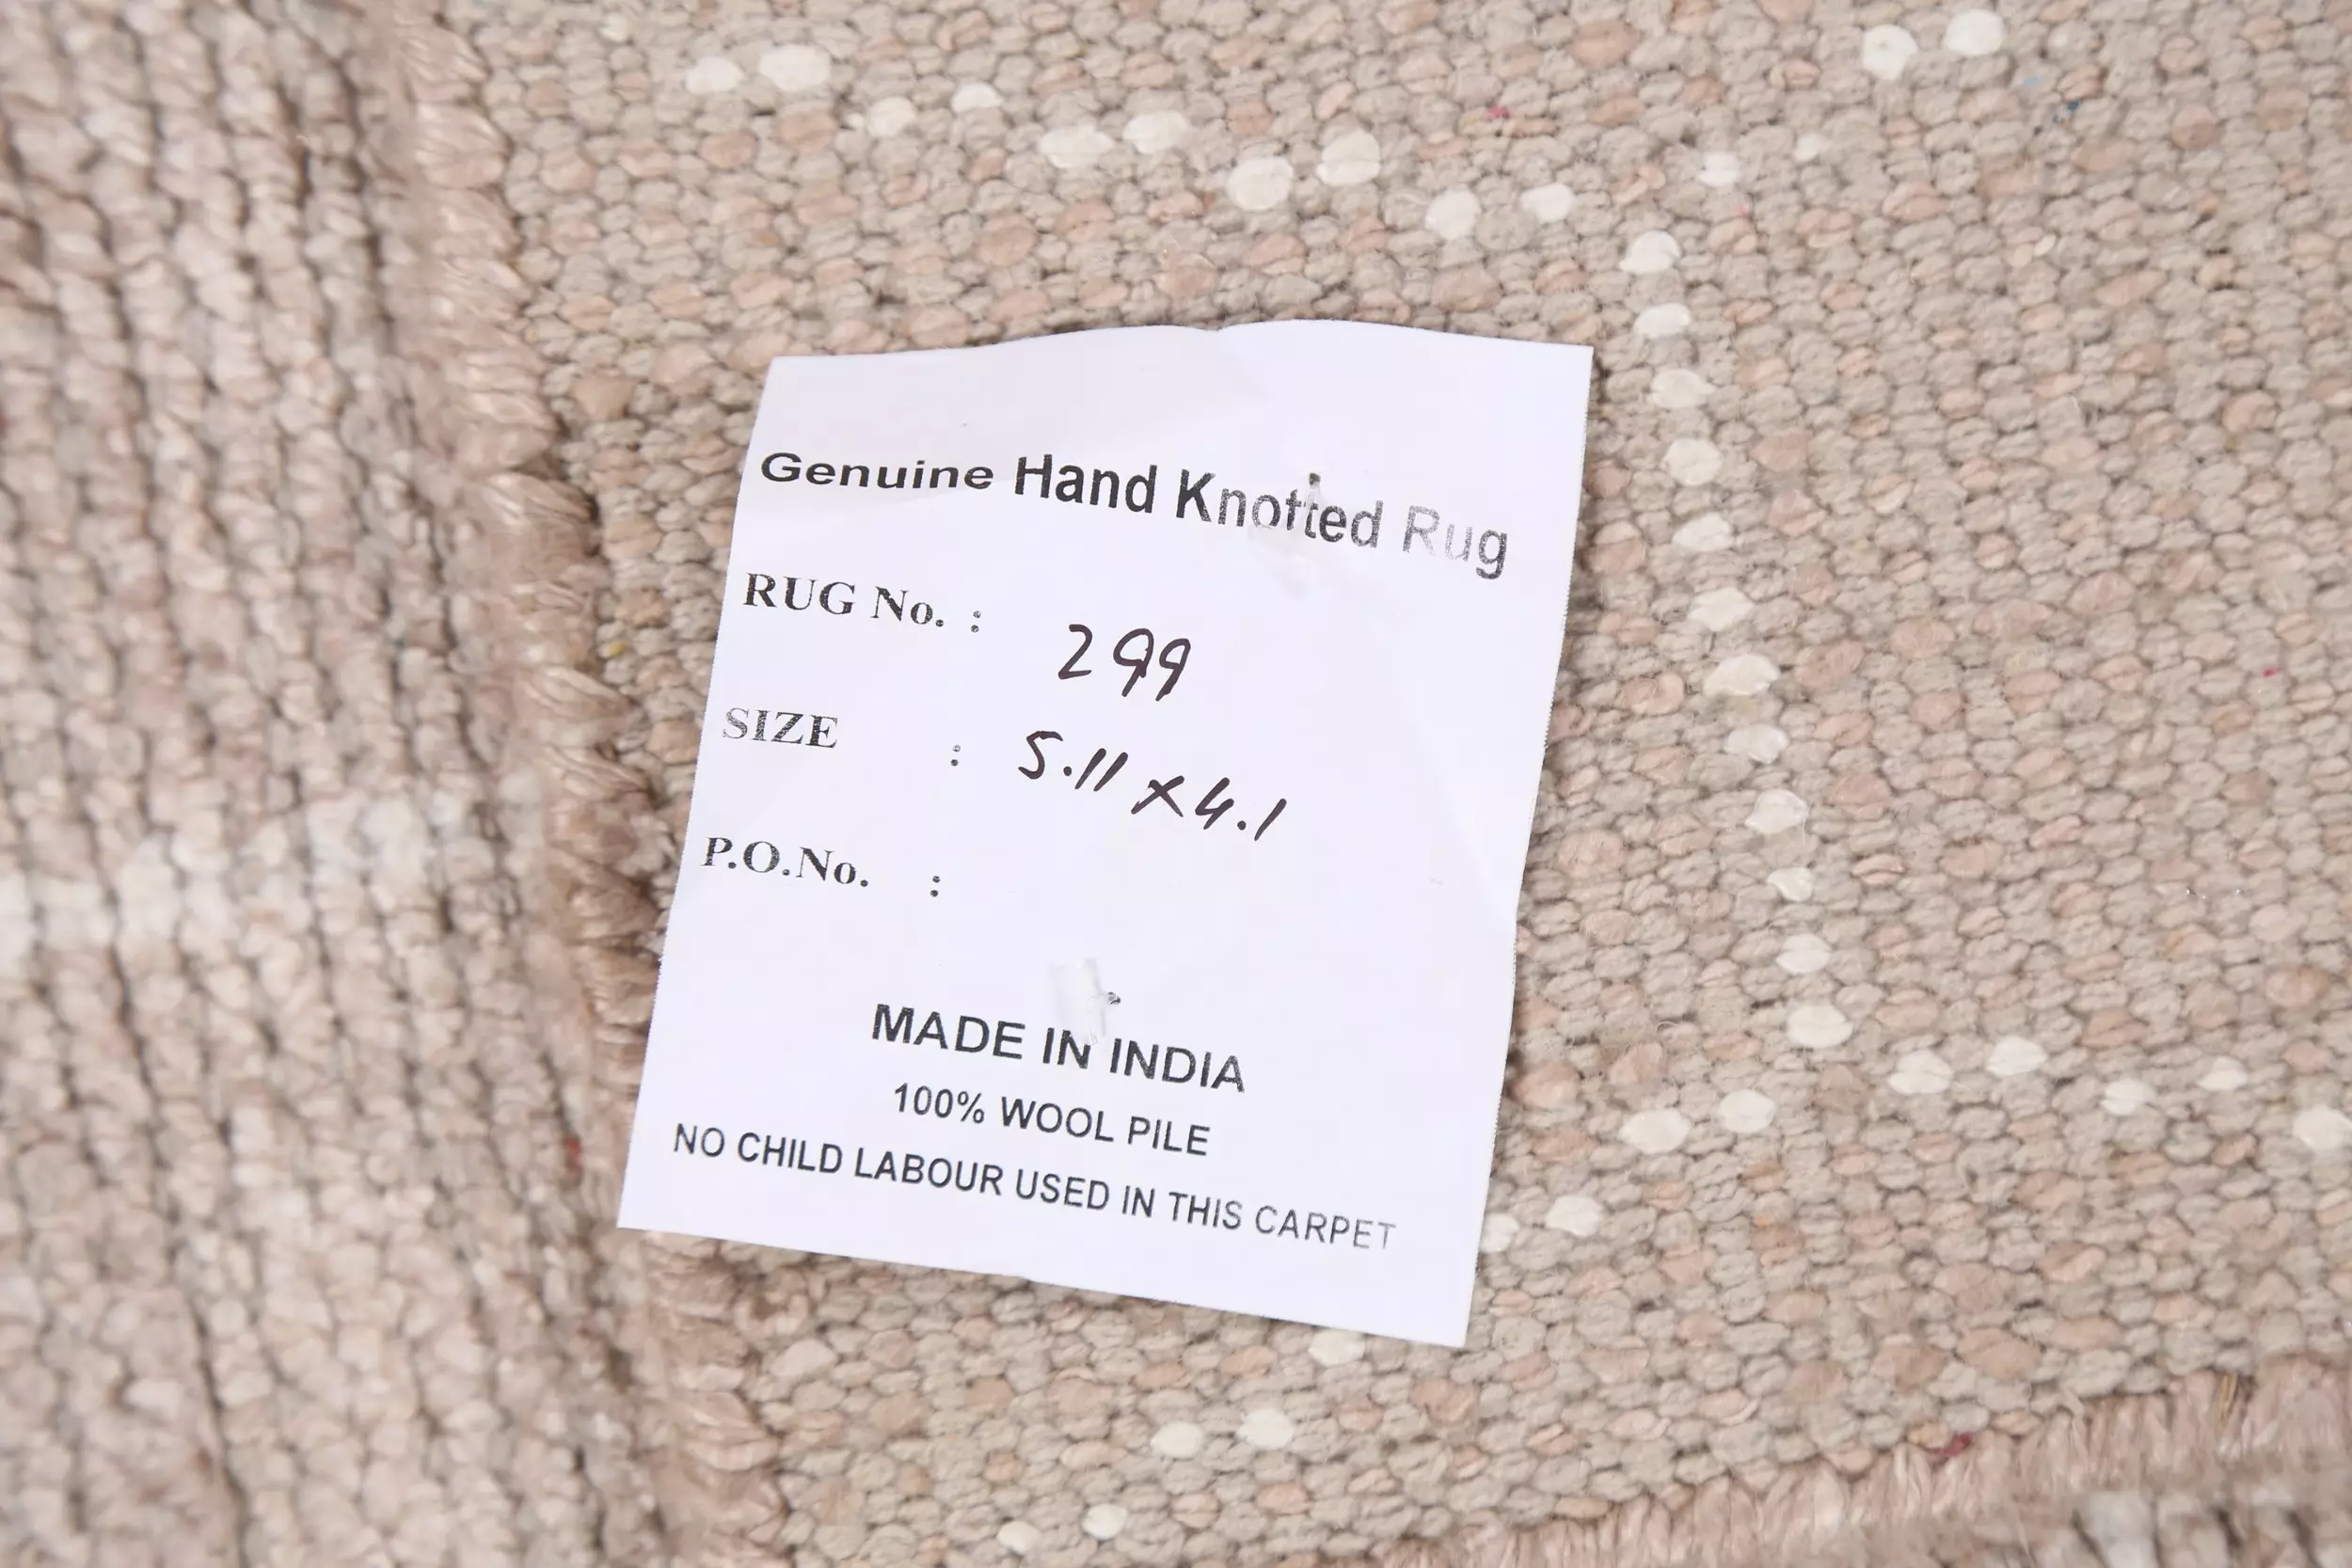 Genuine Hand Knotted Rug
RUG No. : 299
SIZE : 5.11 x 4.1
P.O.No. :
MADE IN INDIA
100% WOOL PILE
NO CHILD LABOUR USED IN THIS CARPET